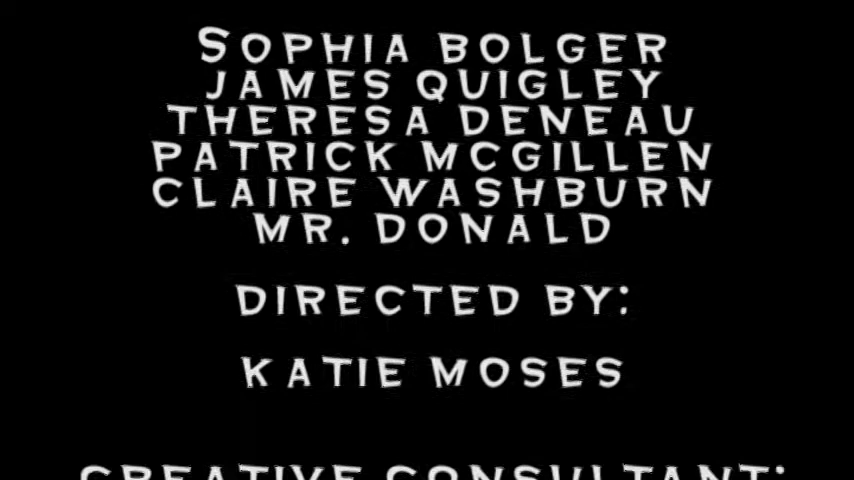 SOPHIA BOLGER
JAMES QUIGLEY
THERESA DENEAU
PATRICK MCGILLEN
CLAIRE WASHBURN
MR. DONALD
DIRECTED BY:
KATIE MOSES
CREATIVE CONSULTANT: